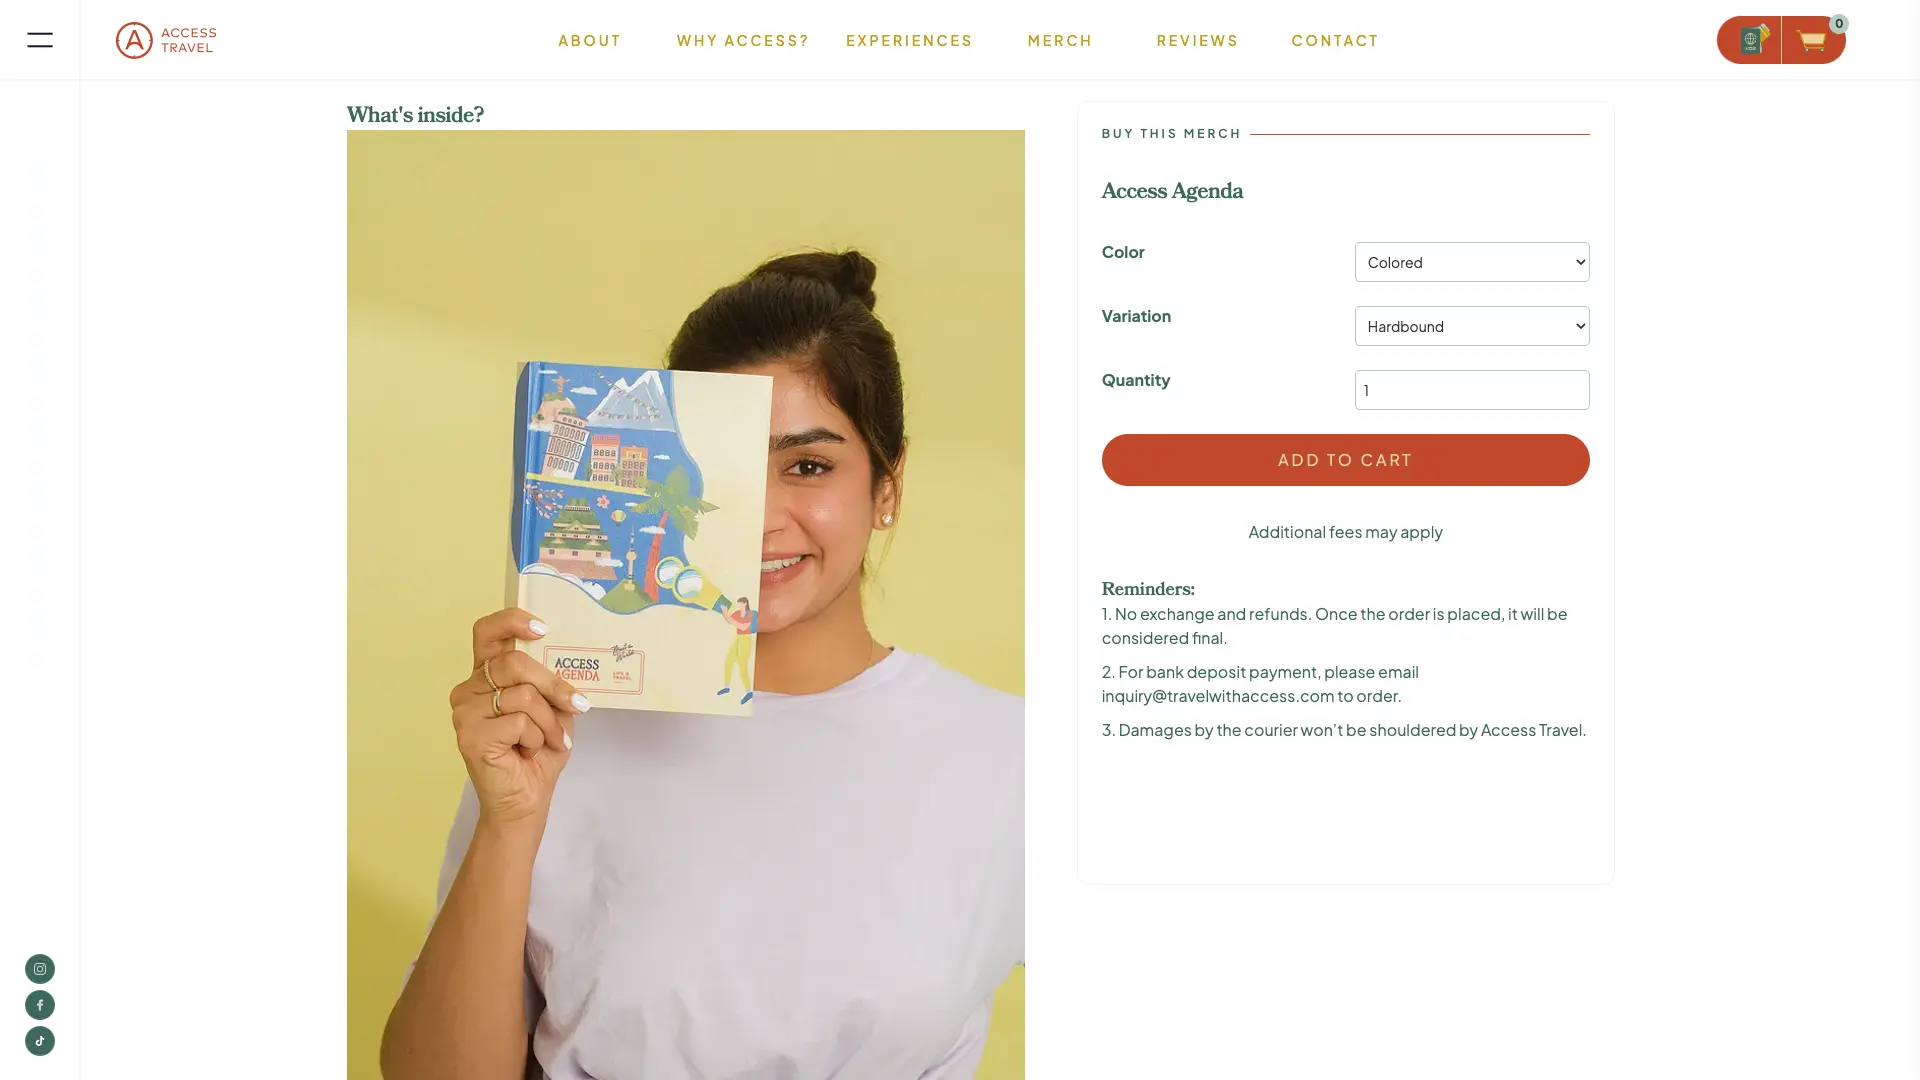 ACCESS
TRAVEL
ABOUT
WHY ACCESS?
EXPERIENCES
MERCH
REVIEWS
CONTACT
0
What's inside?
ACCESS
AGENDA
LIFE &
TRAVEL
BUY THIS MERCH
Access Agenda
Color
Colored
Variation
Hardbound
Quantity
1
ADD TO CART
Additional fees may apply
Reminders:
1. No exchange and refunds. Once the order is placed, it will be
considered final.
2. For bank deposit payment, please email
inquiry@travelwithaccess.com to order.
3. Damages by the courier won’t be shouldered by Access Travel.